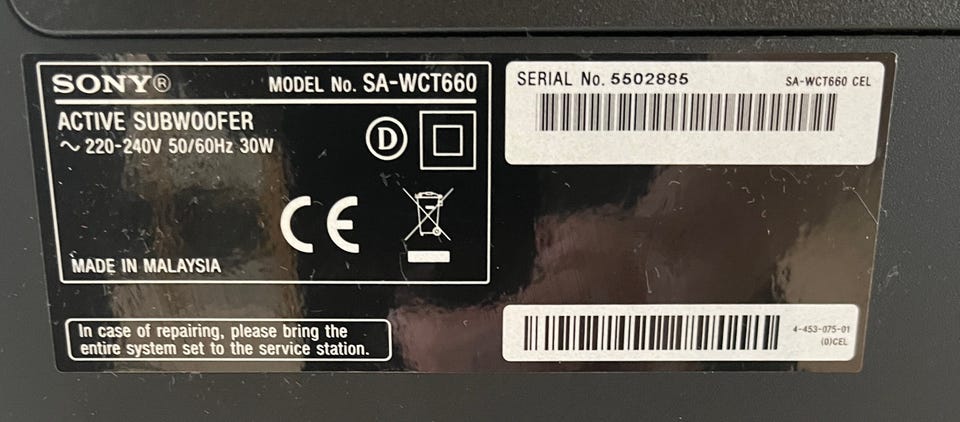 SONY®
MODEL No. SA-WCT660
ACTIVE SUBWOOFER
~ 220-240V 50/60Hz 30W
D
CE
MADE IN MALAYSIA
In case of repairing, please bring the
entire system set to the service station.
SERIAL No. 5502885
SA-WCT660 CEL
4-453-075-01
(0)CEL